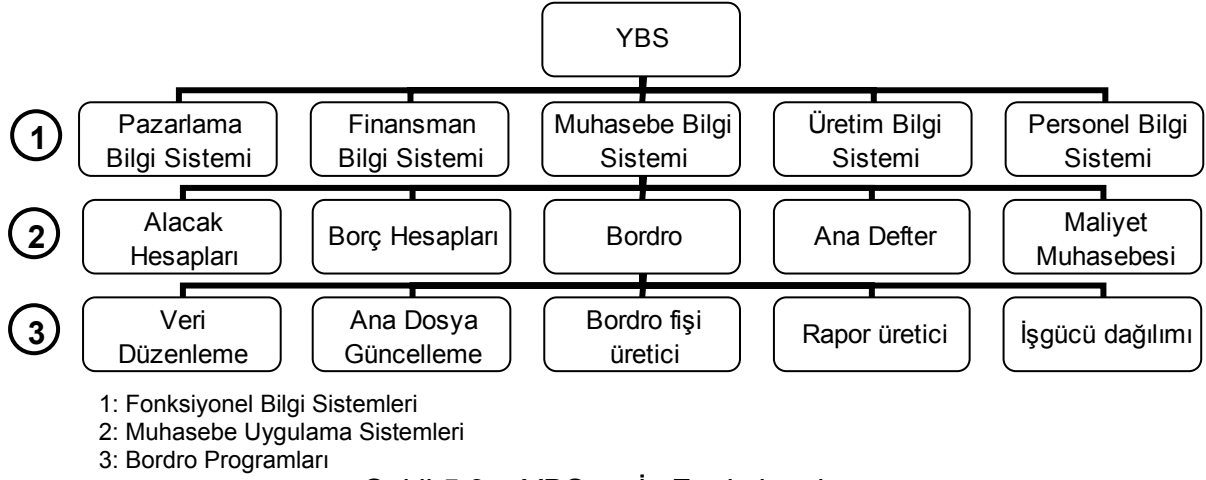 YBS
1
Pazarlama
Bilgi Sistemi
Finansman
Bilgi Sistemi
Muhasebe Bilgi
Sistemi
Üretim Bilgi
Sistemi
Personel Bilgi
Sistemi
2
Alacak
Hesapları
Borç Hesapları
Bordro
Ana Defter
Maliyet
Muhasebesi
3
Veri
Düzenleme
Ana Dosya
Güncelleme
Bordro fişi
üretici
Rapor üretici
İşgücü dağılımı
1: Fonksiyonel Bilgi Sistemleri
2: Muhasebe Uygulama Sistemleri
3: Bordro Programları